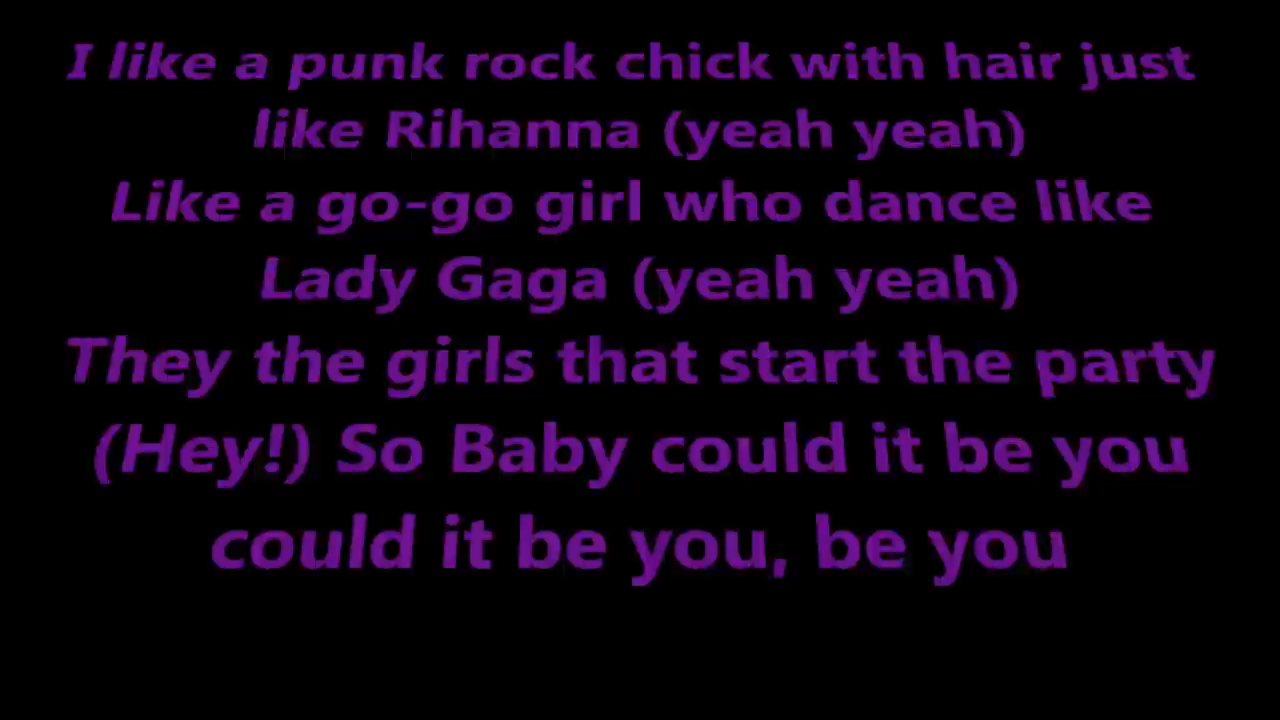 I like a punk rock chick with hair just
like Rihanna (yeah yeah)
Like a go-go girl who dance like
Lady Gaga (yeah yeah)
They the girls that start the party
(Hey!) So Baby could it be you
could it be you, be you